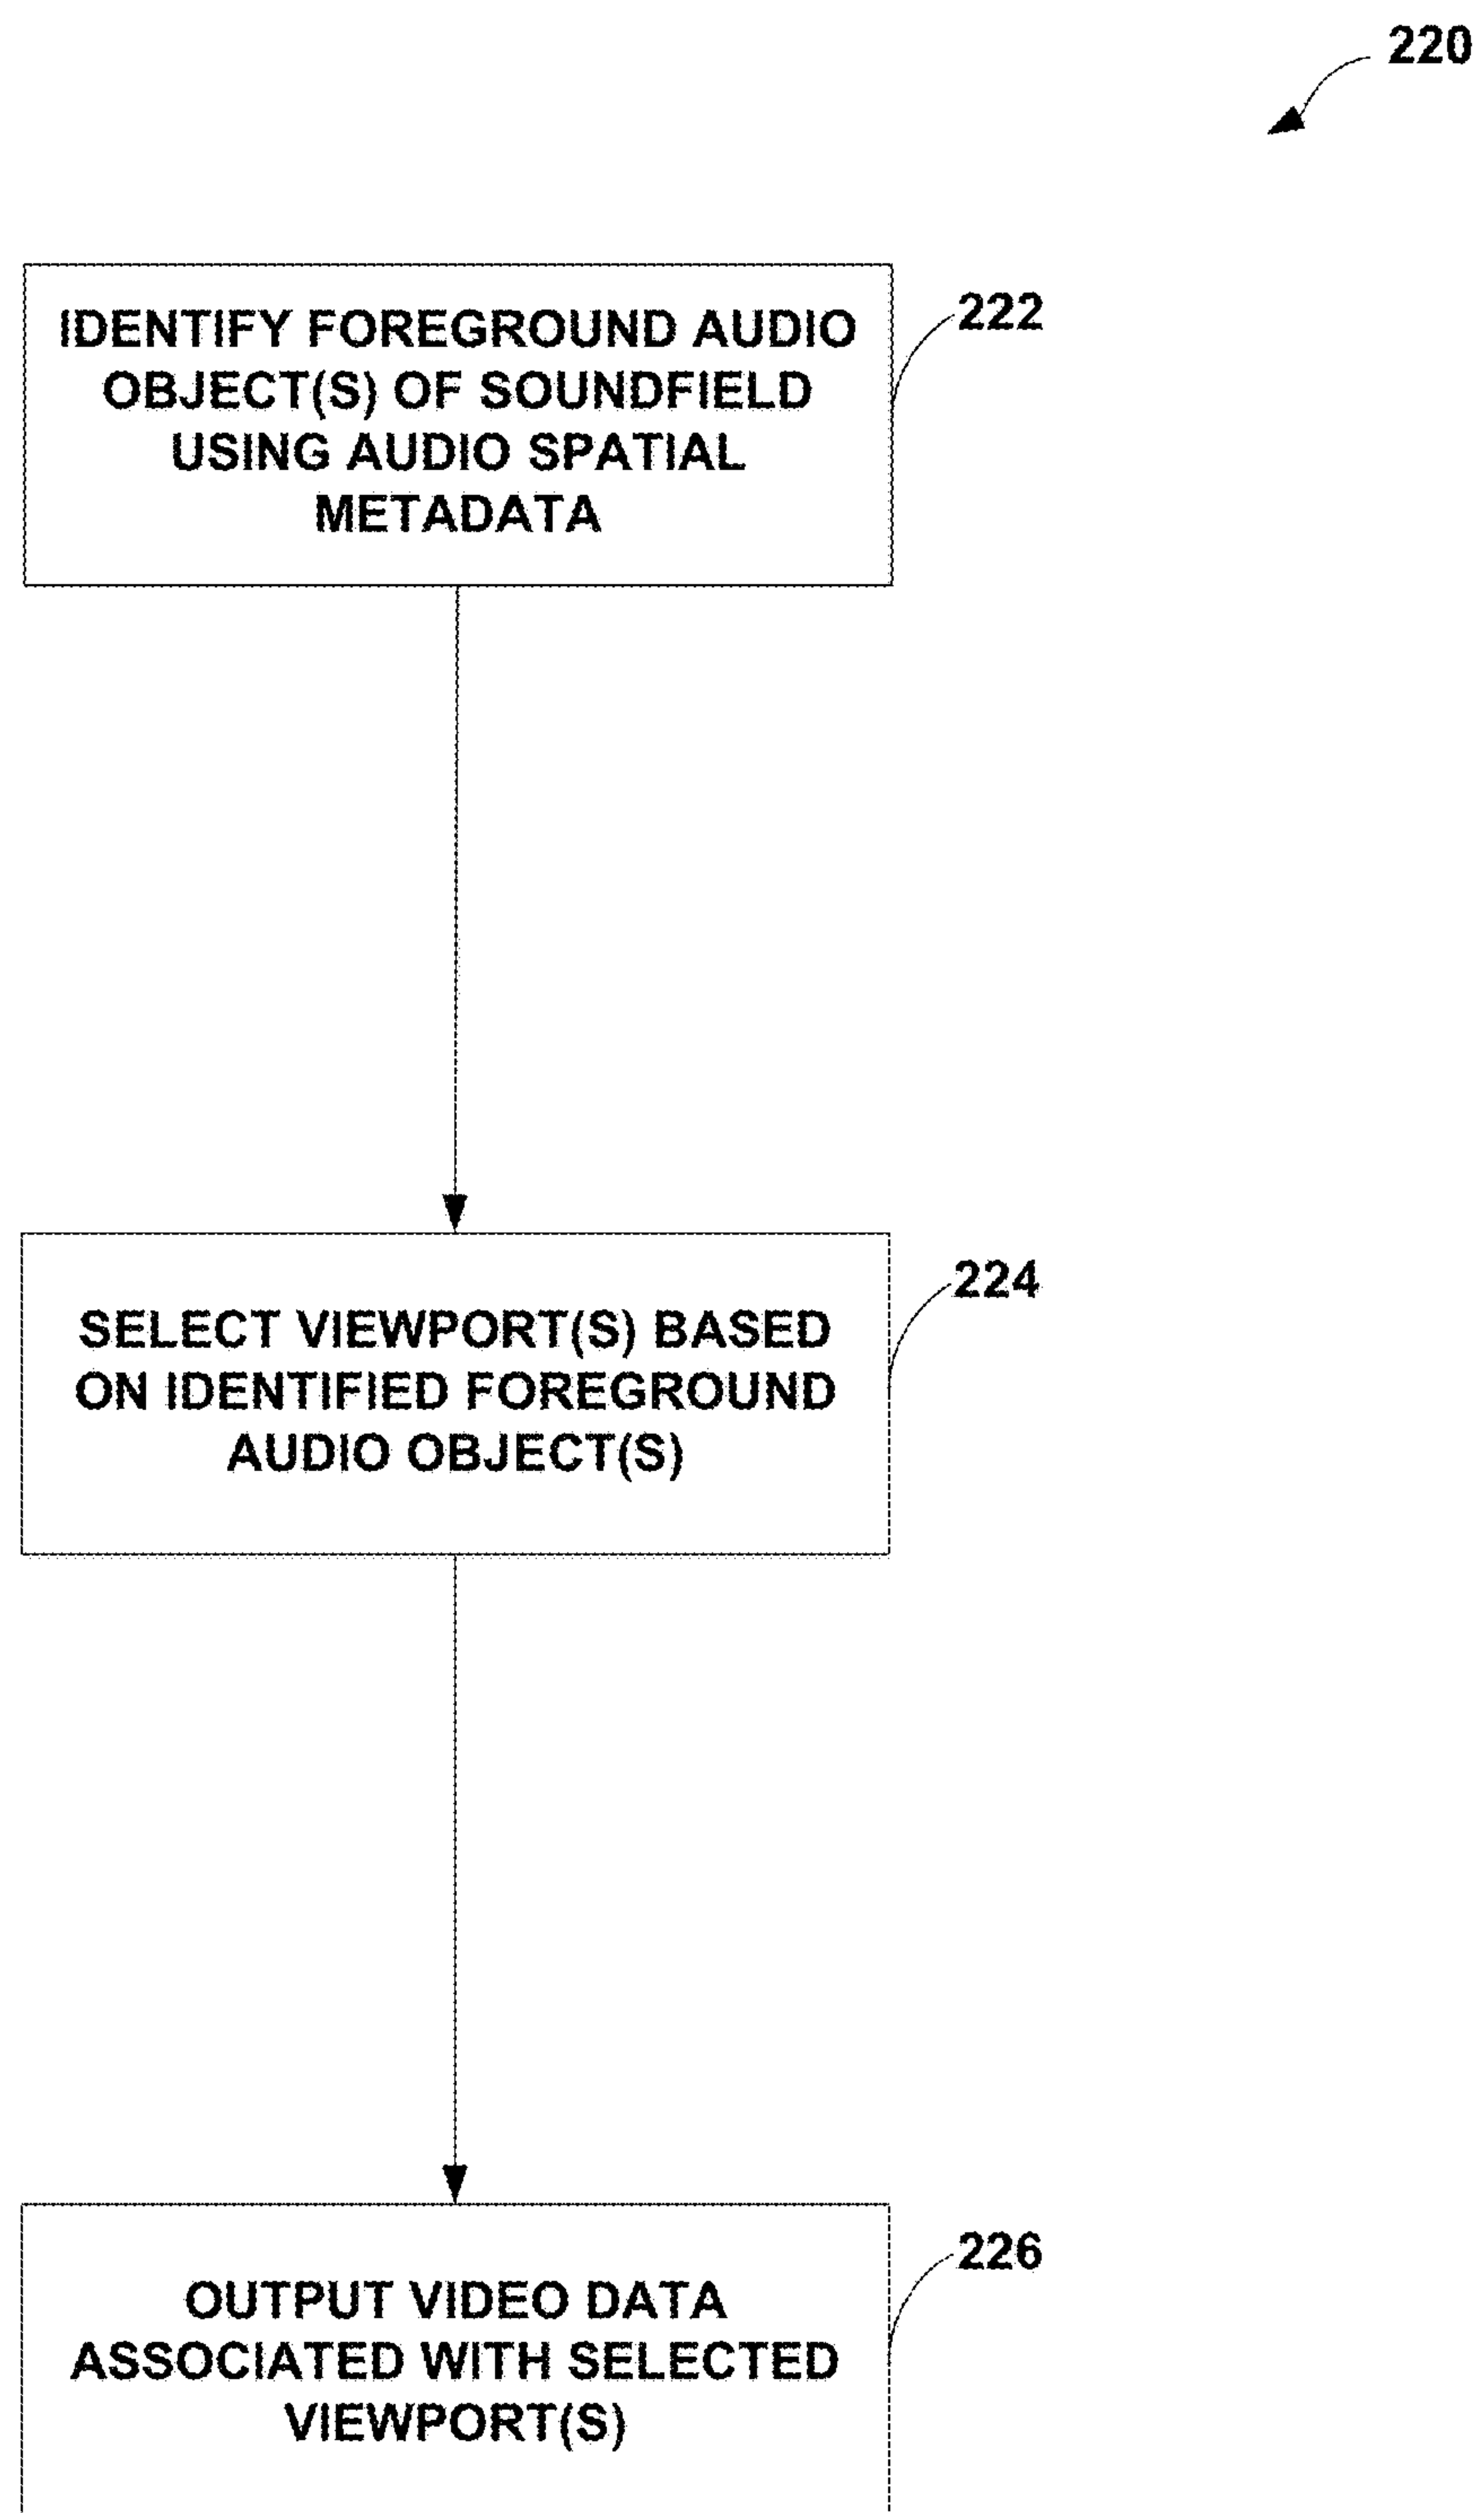 220
IDENTIFY FOREGROUND AUDIO
OBJECT(S) OF SOUNDFIELD
USING AUDIO SPATIAL
METADATA
222
SELECT VIEWPORT(S) BASED
ON IDENTIFIED FOREGROUND
AUDIO OBJECT(S)
224
OUTPUT VIDEO DATA
ASSOCIATED WITH SELECTED
VIEWPORT(S)
226